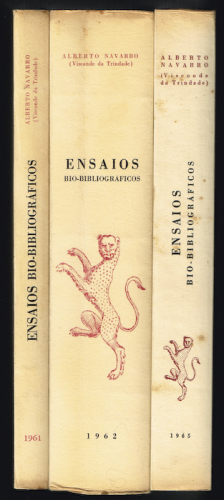 ALBERTO NAVARRO
(Visconde da Trindade)
ENSAIOS BIO-BIBLIOGRÁFICOS
1961
ALBERTO NAVARRO
(Visconde da Trindade)
ENSAIOS
BIO-BIBLIOGRÁFICOS
1962
ALBERTO
NAVARRO
(Visconde
da Trindade)
ENSAIOS
BIO-BIBLIOGRÁFICOS